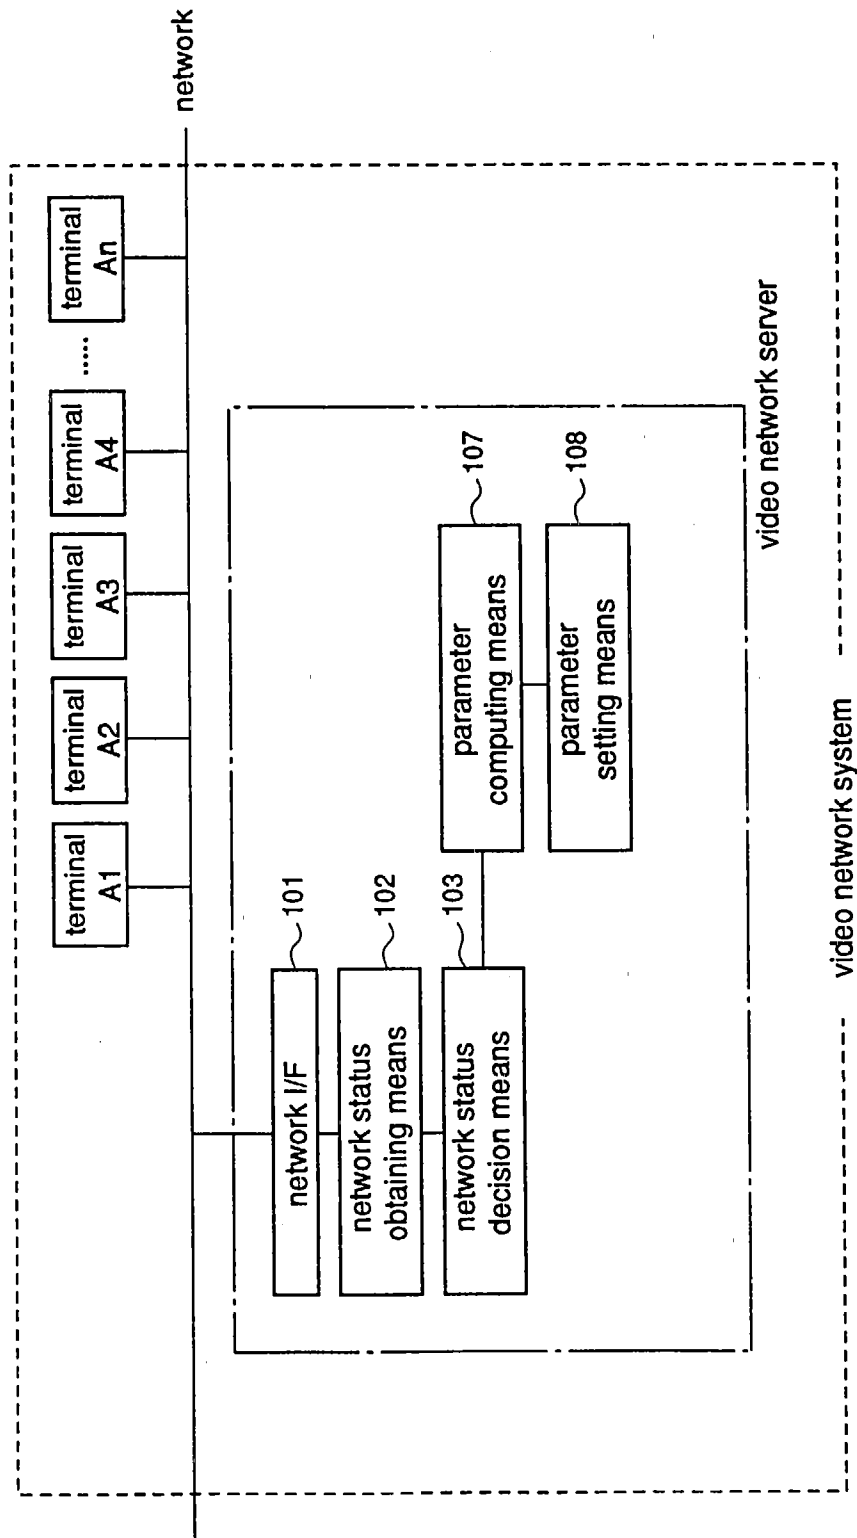 terminal
A1
terminal
A2
terminal
A3
terminal
A4
.....
terminal
An
network
network I/F
101
network status
obtaining means
102
network status
decision means
103
parameter
computing means
107
parameter
setting means
108
video network server
video network system